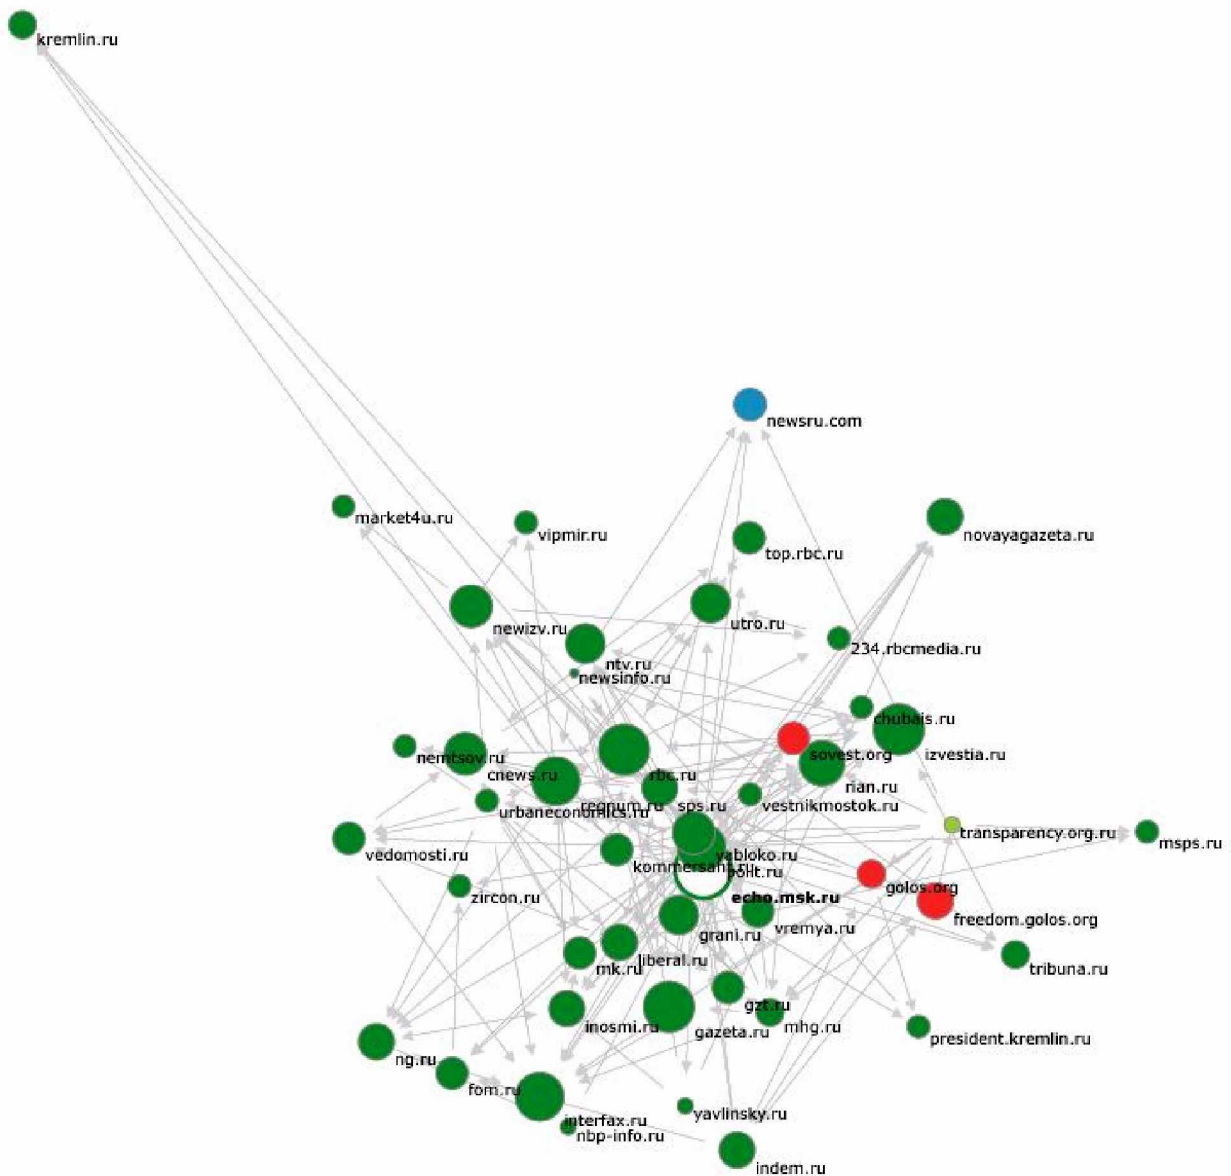 kremlin.ru
newsru.com
market4u.ru
vipmir.ru
novayagazeta.ru
top.rbc.ru
newizv.ru
utro.ru
234.rbcmedia.ru
ntv.ru
newsinfo.ru
chubais.ru
nemtsov.ru
cnews.ru
rbc.ru
sovest.org
izvestia.ru
rian.ru
regnum.ru
sps.ru
vestnikmostok.ru
urbaneconomics.ru
transparency.org.ru
msps.ru
vedomosti.ru
kommersant.ru
yabloko.ru
polit.ru
golos.org
zircon.ru
echo.msk.ru
freedom.golos.org
vremya.ru
grani.ru
liberal.ru
mk.ru
tribuna.ru
gzt.ru
inosmi.ru
gazeta.ru
mhg.ru
president.kremlin.ru
ng.ru
fom.ru
interfax.ru
yavlinsky.ru
nbp-info.ru
indem.ru